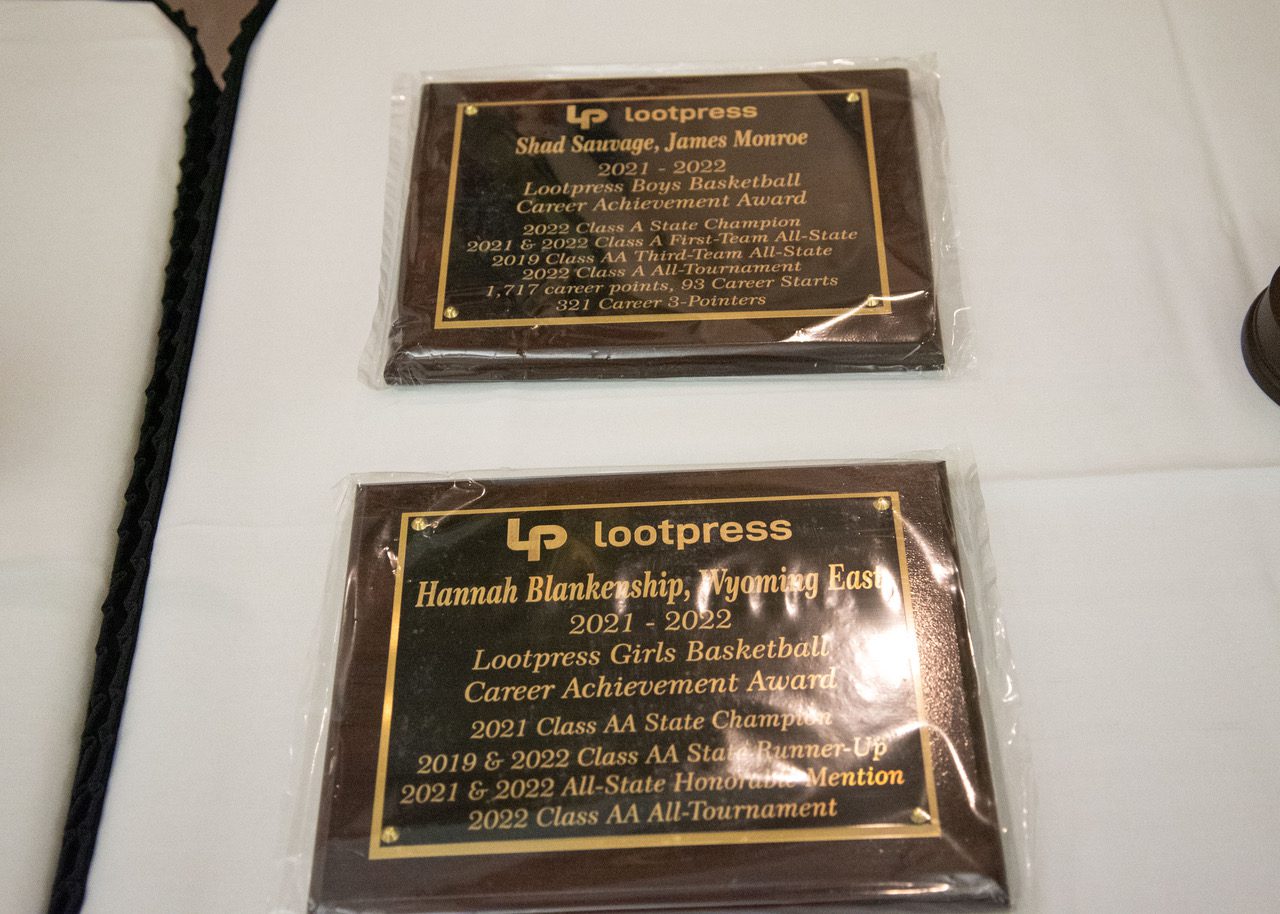 LP lootpress
Shad Sauvage, James Monroe
2021 - 2022
Lootpress Boys Basketball
Career Achievement Award
2022 Class A State Champion
2021 & 2022 Class A First-Team All-State
2019 Class AA Third-Team All-State
2022 Class A All-Tournament
1,717 career points, 93 Career Starts
321 Career 3-Pointers
LP lootpress
Hannah Blankenship, Wyoming East
2021 - 2022
Lootpress Girls Basketball
Career Achievement Award
2021 Class AA State Champion
2019 & 2022 Class AA State Runner-Up
2021 & 2022 All-State Honorable Mention
2022 Class AA All-Tournament